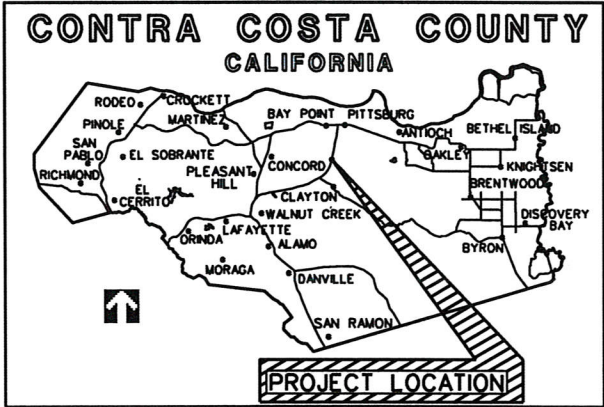 CONTRA COSTA COUNTY
CALIFORNIA
RODEO
CROCKETT
MARTINEZ
PINOLE
SAN
PABLO
RICHMOND
EL SOBRANTE
EL
CERRITO
BAY POINT
PITTSBURG
ANTIOCH
OAKLEY
BETHEL ISLAND
KNIGHTSEN
BRENTWOOD
DISCOVERY
BAY
BYRON
CONCORD
PLEASANT
HILL
CLAYTON
WALNUT CREEK
LAFAYETTE
ORINDA
ALAMO
MORAGA
DANVILLE
SAN RAMON
PROJECT LOCATION